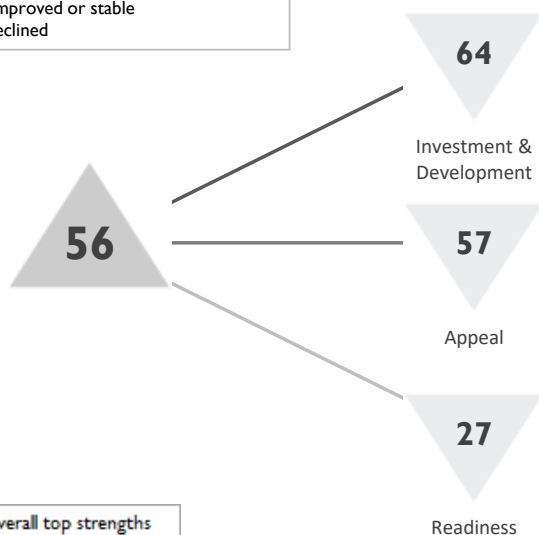 mproved or stable
eclined
64
Investment &
Development
56
57
Appeal
27
Readiness
verall top strengths